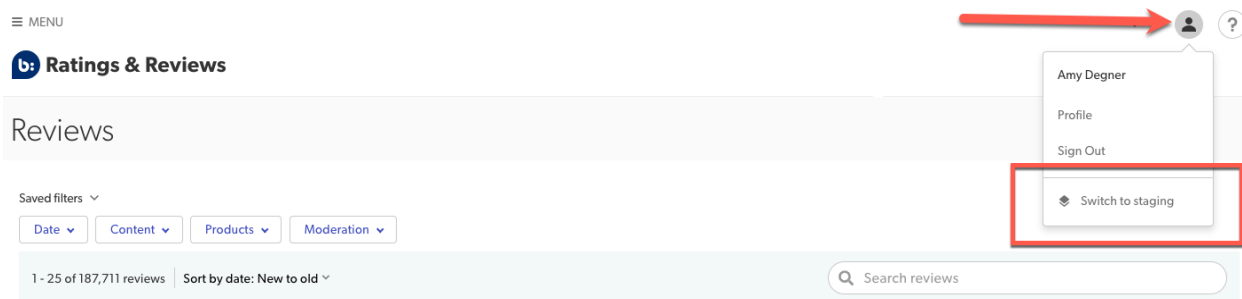 MENU
?
b: Ratings & Reviews
Amy Degner
Reviews
Profile
Sign Out
Saved filters
Switch to staging
Date Content Products Moderation
1 - 25 of 187,711 reviews Sort by date: New to old Search reviews